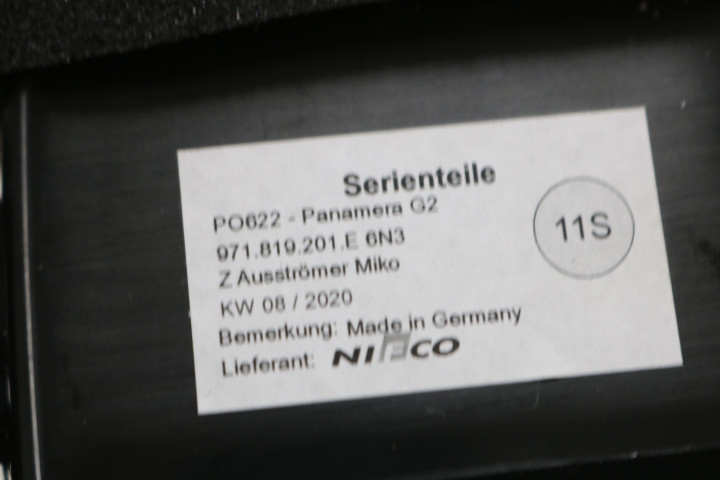 Serienteile
PO622 - Panamera G2
971.819.201.E 6N3
11S
Z Ausströmer Miko
KW 08 / 2020
Bemerkung: Made in Germany
Lieferant: NIECO